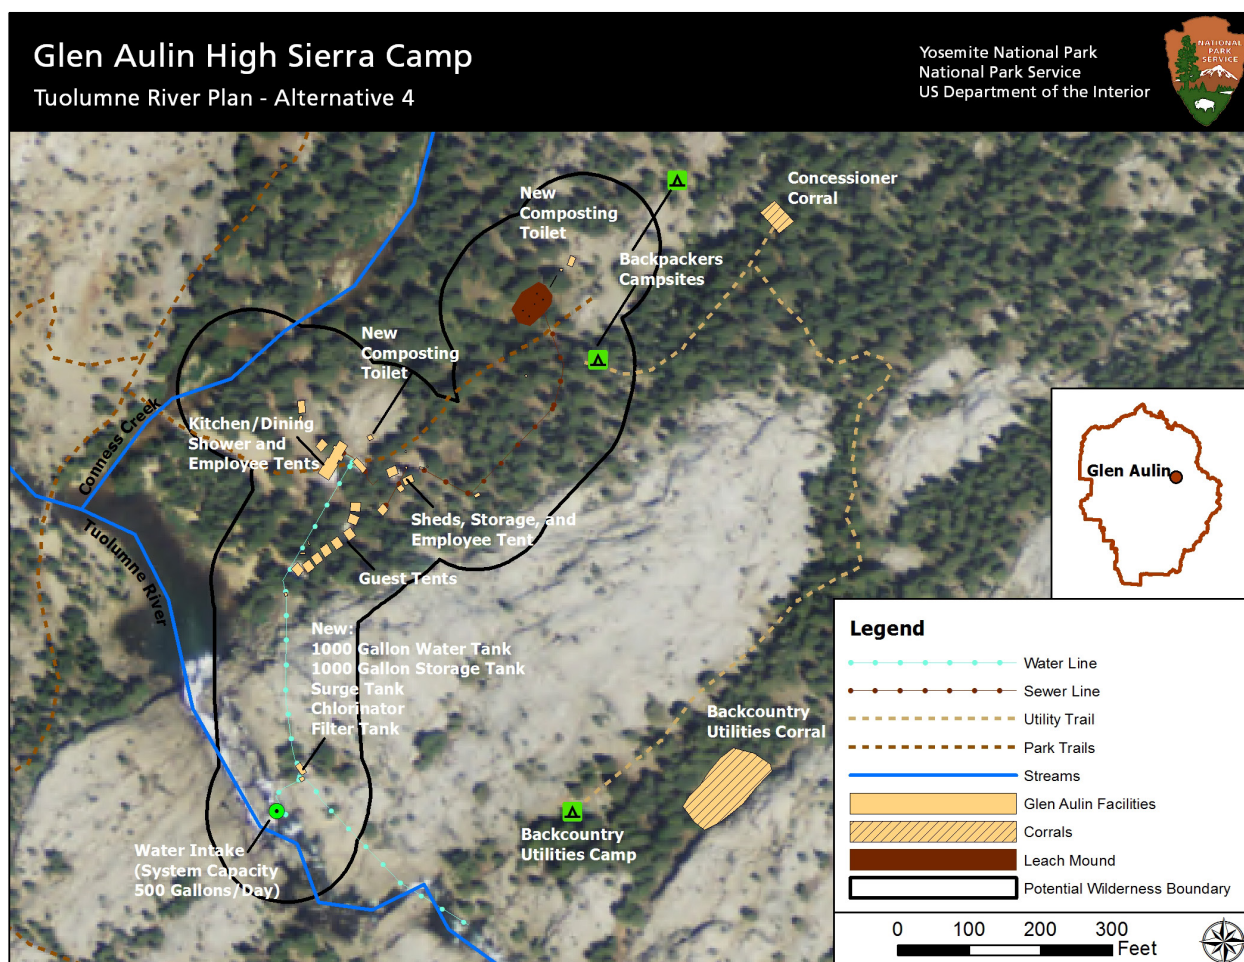 Glen Aulin High Sierra Camp
Tuolumne River Plan - Alternative 4
Yosemite National Park
National Park Service
US Department of the Interior
NATIONAL
PARK
SERVICE
New
Composting
Toilet
Concessioner
Corral
Backpackers
Campsites
New
Composting
Toilet
Conness Creek
Kitchen/Dining
Shower and
Employee Tents
Glen Aulin
Tuolumne River
Sheds, Storage, and
Employee Tent
Guest Tents
New:
1000 Gallon Water Tank
1000 Gallon Storage Tank
Surge Tank
Chlorinator
Filter Tank
Backcountry
Utilities Corral
Backcountry
Utilities Camp
Water Intake
(System Capacity
500 Gallons/Day)
Legend
Water Line
Sewer Line
Utility Trail
Park Trails
Streams
Glen Aulin Facilities
Corrals
Leach Mound
Potential Wilderness Boundary
0 100 200 300
Feet